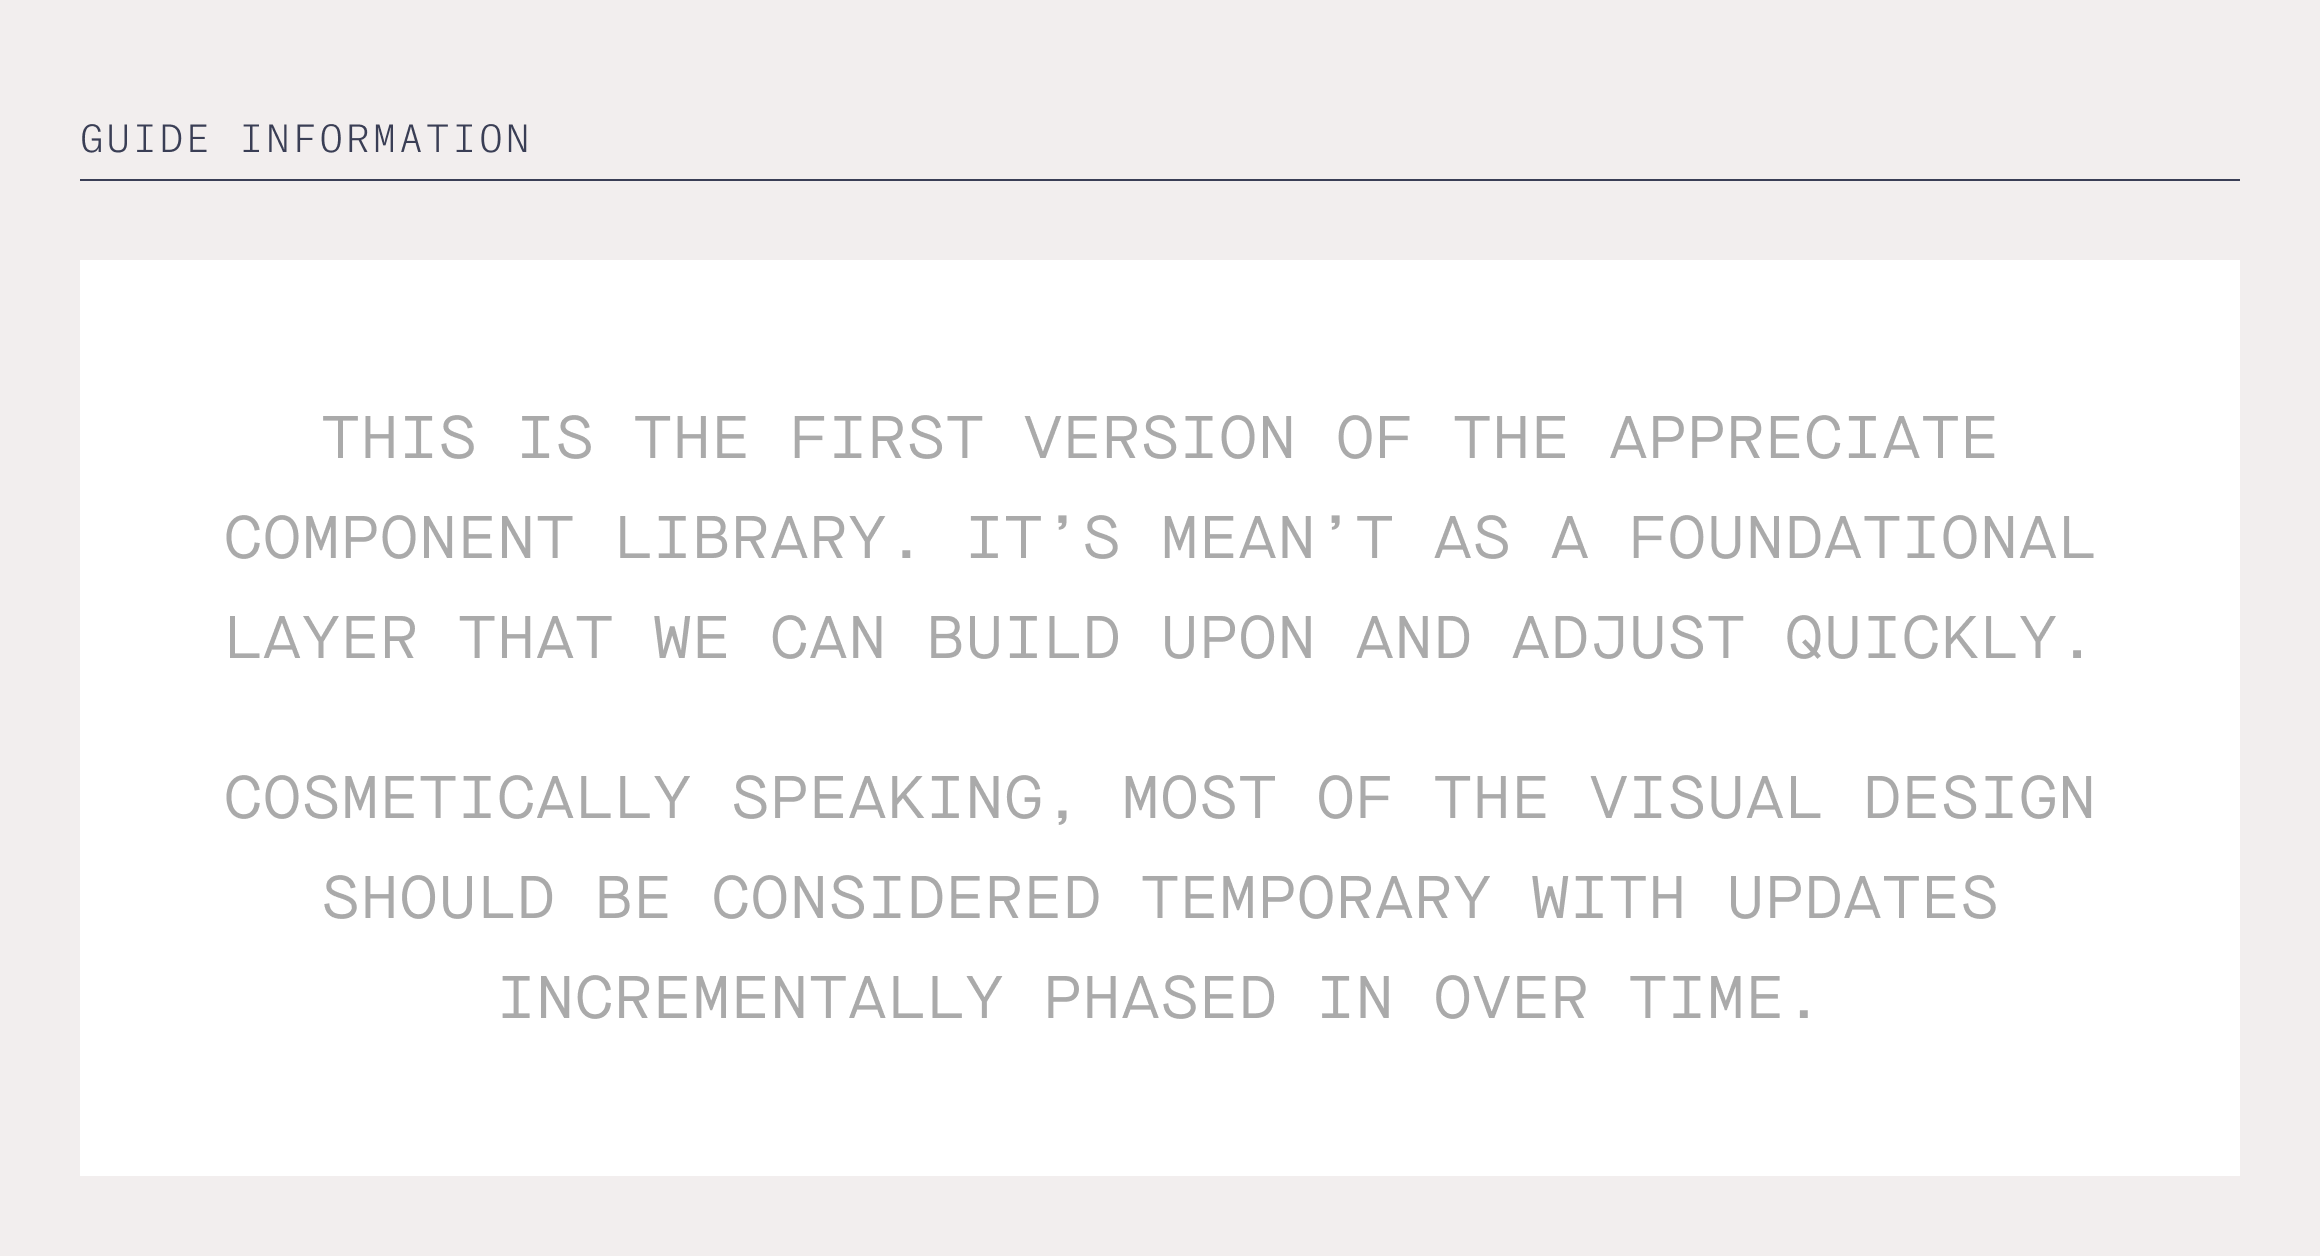 GUIDE INFORMATION
THIS IS THE FIRST VERSION OF THE APPRECIATE
COMPONENT LIBRARY. IT’S MEAN’T AS A FOUNDATIONAL
LAYER THAT WE CAN BUILD UPON AND ADJUST QUICKLY.
COSMETICALLY SPEAKING, MOST OF THE VISUAL DESIGN
SHOULD BE CONSIDERED TEMPORARY WITH UPDATES
INCREMENTALLY PHASED IN OVER TIME.